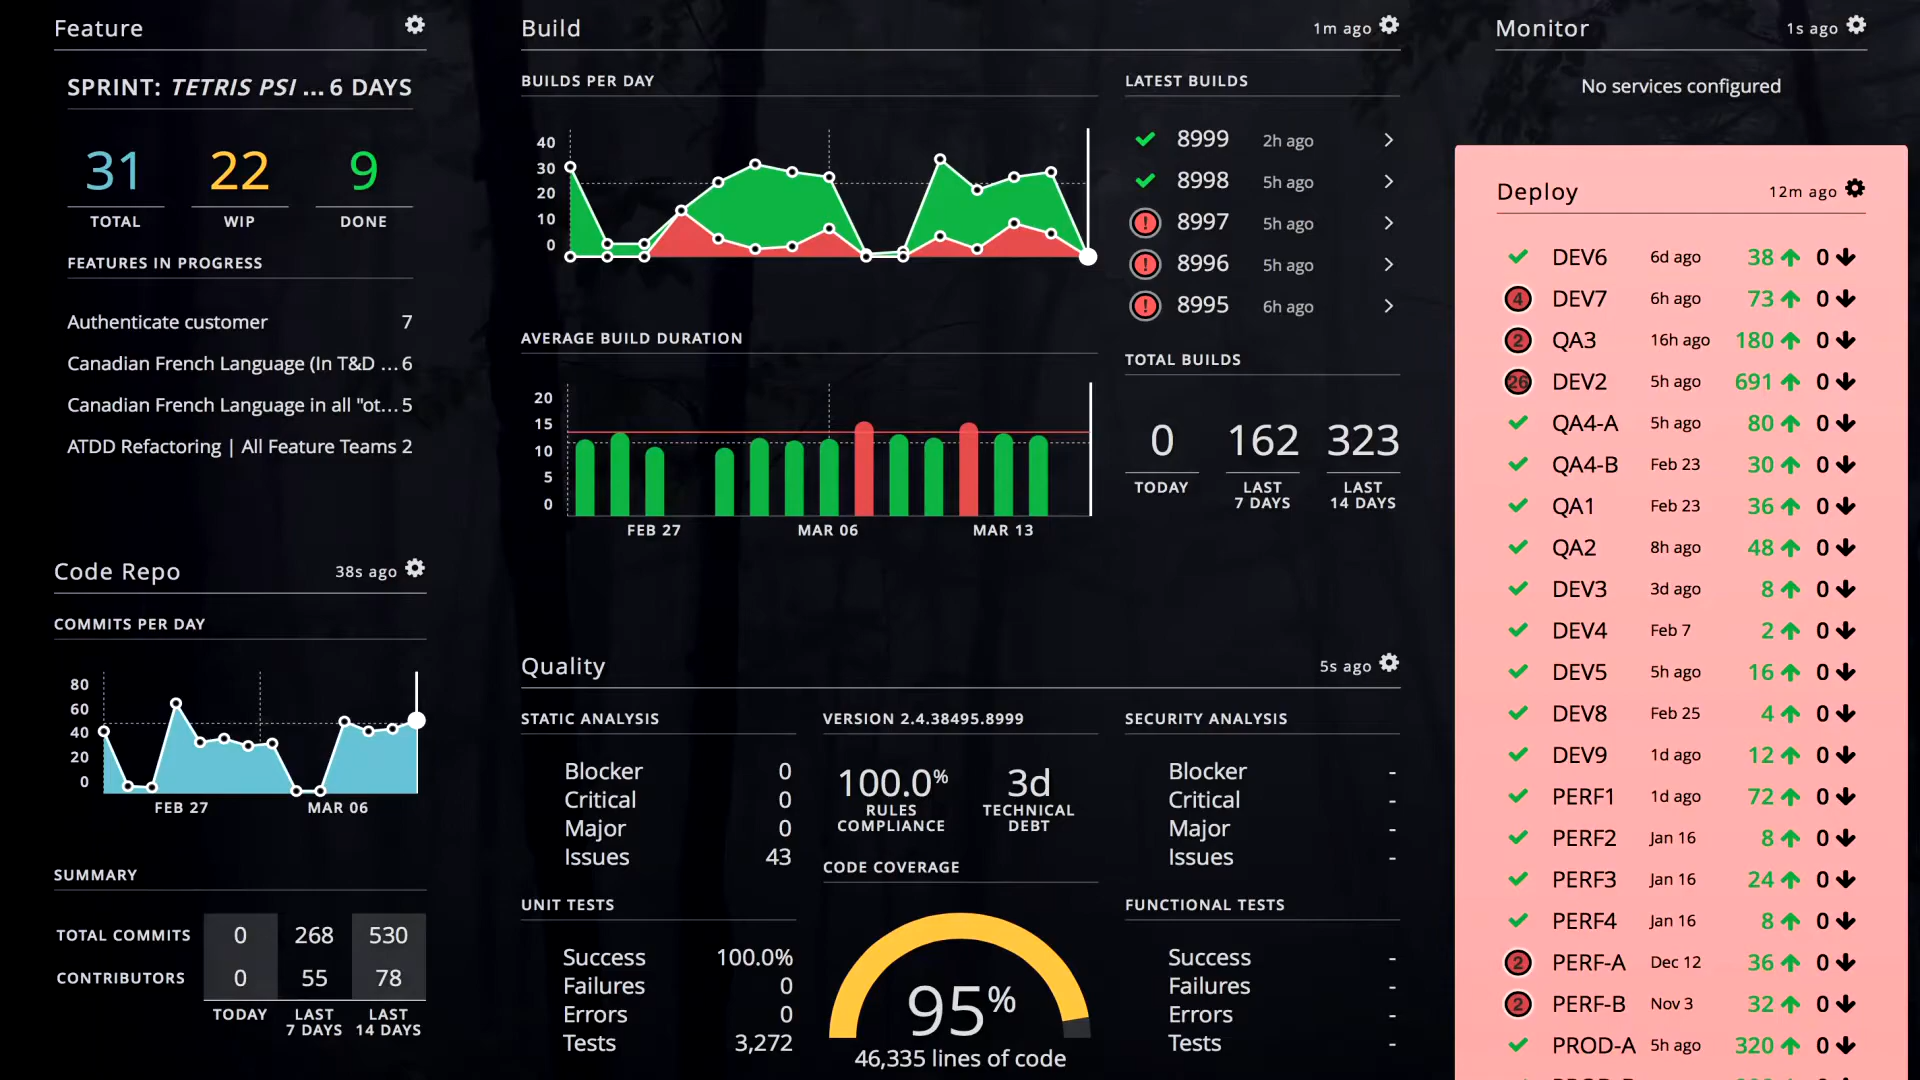 Feature
SPRINT: TETRIS PSI ... 6 DAYS
31 22 9
TOTAL WIP DONE
FEATURES IN PROGRESS
Authenticate customer 7
Canadian French Language (In T&D ... 6
Canadian French Language in all "ot... 5
ATDD Refactoring | All Feature Teams 2
Code Repo 38s ago
COMMITS PER DAY
80
60
40
20
0
FEB 27 MAR 06
SUMMARY
TOTAL COMMITS 0 268 530
CONTRIBUTORS 0 55 78
TODAY LAST 7 DAYS LAST 14 DAYS
Build 1m ago
BUILDS PER DAY
40
30
20
10
0
AVERAGE BUILD DURATION
20
15
10
5
0
FEB 27 MAR 06 MAR 13
LATEST BUILDS
8999 2h ago
8998 5h ago
! 8997 5h ago
! 8996 5h ago
! 8995 6h ago
TOTAL BUILDS
0 162 323
TODAY LAST 7 DAYS LAST 14 DAYS
Quality 5s ago
STATIC ANALYSIS
Blocker 0
Critical 0
Major 0
Issues 43
UNIT TESTS
Success 100.0%
Failures 0
Errors 0
Tests 3,272
VERSION 2.4.38495.8999
100.0% 3d
RULES COMPLIANCE TECHNICAL DEBT
CODE COVERAGE
95%
46,335 lines of code
SECURITY ANALYSIS
Blocker -
Critical -
Major -
Issues -
FUNCTIONAL TESTS
Success -
Failures -
Errors -
Tests -
Monitor 1s ago
No services configured
Deploy 12m ago
DEV6 6d ago 38 0
4 DEV7 6h ago 73 0
2 QA3 16h ago 180 0
26 DEV2 5h ago 691 0
QA4-A 5h ago 80 0
QA4-B Feb 23 30 0
QA1 Feb 23 36 0
QA2 8h ago 48 0
DEV3 3d ago 8 0
DEV4 Feb 7 2 0
DEV5 5h ago 16 0
DEV8 Feb 25 4 0
DEV9 1d ago 12 0
PERF1 1d ago 72 0
PERF2 Jan 16 8 0
PERF3 Jan 16 24 0
PERF4 Jan 16 8 0
2 PERF-A Dec 12 36 0
2 PERF-B Nov 3 32 0
PROD-A 5h ago 320 0